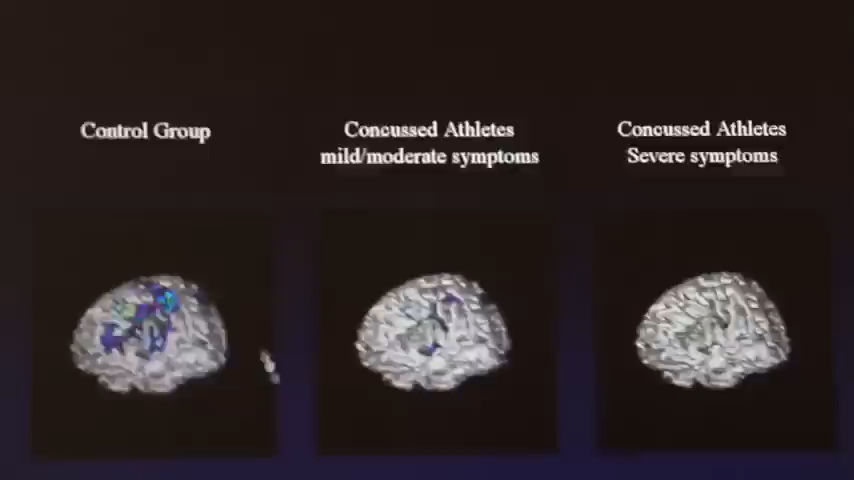 Control Group
Concussed Athletes
mild/moderate symptoms
Concussed Athletes
Severe symptoms